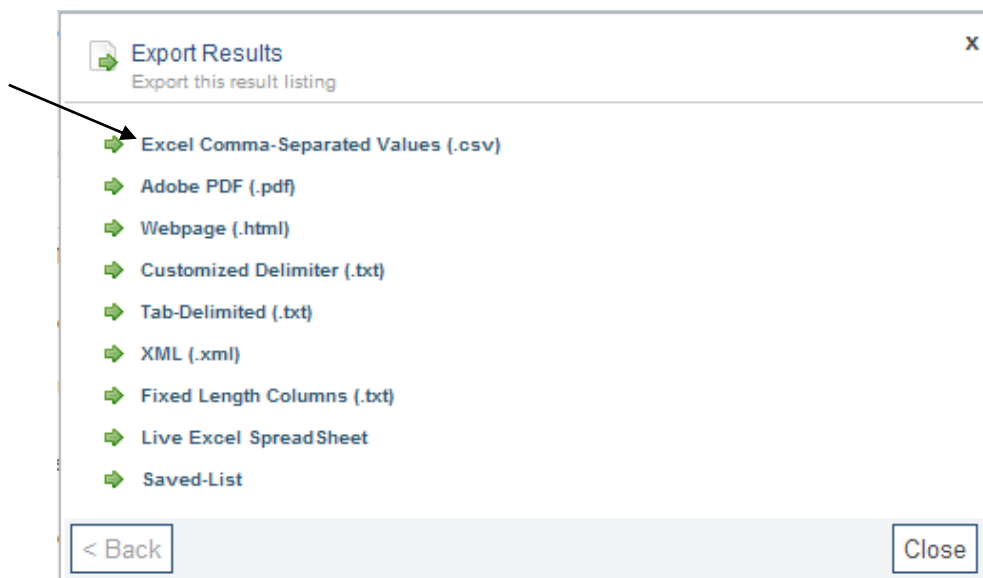 Export Results
x
Export this result listing
Excel Comma-Separated Values (.csv)
Adobe PDF (.pdf)
Webpage (.html)
Customized Delimiter (.txt)
Tab-Delimited (.txt)
XML (.xml)
Fixed Length Columns (.txt)
Live Excel SpreadSheet
Saved-List
< Back
Close